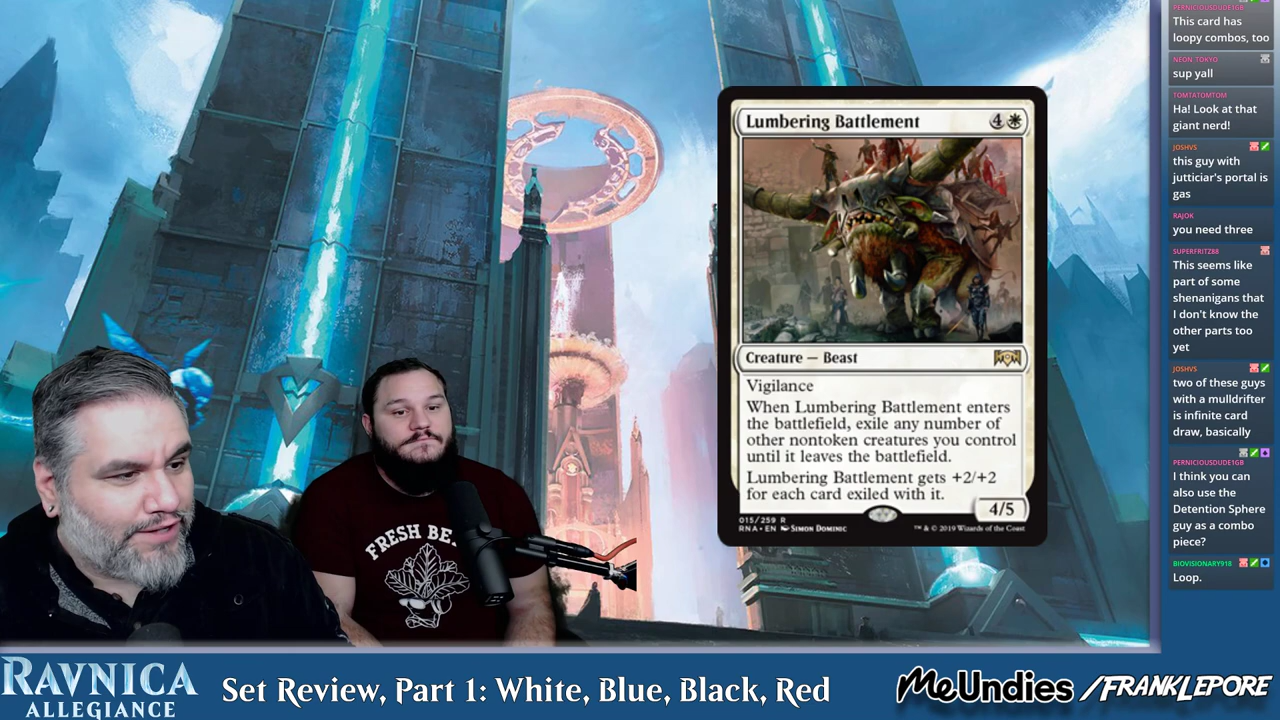 Lumbering Battlement 4
Creature — Beast
Vigilance
When Lumbering Battlement enters
the battlefield, exile any number of
other nontoken creatures you control
until it leaves the battlefield.
Lumbering Battlement gets +2/+2
for each card exiled with it.
4/5
015/259 R
RNA • EN SIMON DOMINIC
™ & © 2019 Wizards of the Coast
FRESH BE
PERNICIOUSDUDE1GB
This card has
loopy combos, too
NEON-TOKYO
sup yall
TOMTATOMTOM
Ha! Look at that
giant nerd!
JOSHVS
this guy with
jutticiar's portal is
gas
RAJOK
you need three
SUPERFRITZ88
This seems like
part of some
shenanigans that
I don't know the
other parts too
yet
JOSHVS
two of these guys
with a mulldrifter
is infinite card
draw, basically
PERNICIOUSDUDE1GB
I think you can
also use the
Detention Sphere
guy as a combo
piece?
BIOVISIONARY918
Loop.
RAVNICA
ALLEGIANCE
Set Review, Part 1: White, Blue, Black, Red
MeUndies /FRANKLEPORE